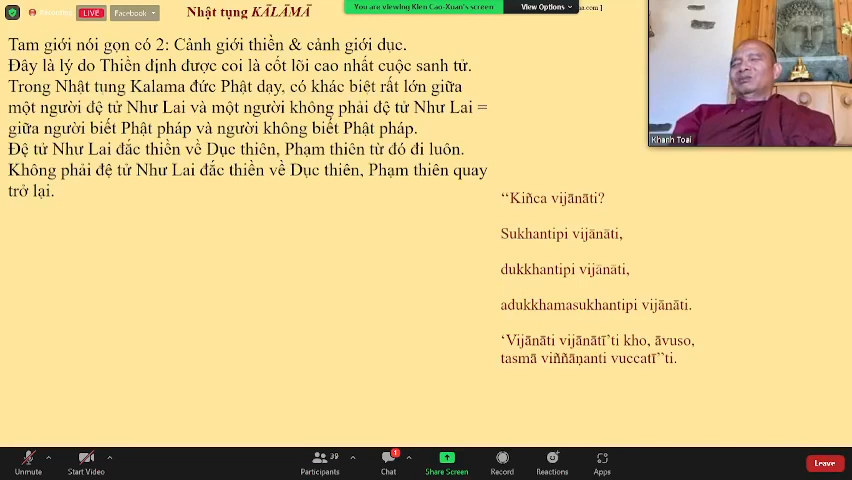 Nhật tụng KĀLĀMĀ
You are viewing Kien Cao-Xuan's screen
View Options
LIVE
Facebook
Tam giới nói gọn có 2: Cảnh giới thiền & cảnh giới dục.
Đây là lý do Thiền định được coi là cốt lõi cao nhất cuộc sanh tử.
Trong Nhật tụng Kalama đức Phật dạy, có khác biệt rất lớn giữa
một người đệ tử Như Lai và một người không phải đệ tử Như Lai =
giữa người biết Phật pháp và người không biết Phật pháp.
Đệ tử Như Lai đắc thiền về Dục thiên, Phạm thiên từ đó đi luôn.
Không phải đệ tử Như Lai đắc thiền về Dục thiên, Phạm thiên quay
trở lại.
Khanh Toai
“Kiñca vijānāti?
Sukhantipi vijānāti,
dukkhantipi vijānāti,
adukkhamasukhantipi vijānāti.
‘Vijānāti vijānātī’ti kho, āvuso,
tasmā viññāṇanti vuccatī”ti.
Unmute
Start Video
Participants
39
Chat
1
Share Screen
Record
Reactions
Apps
Leave